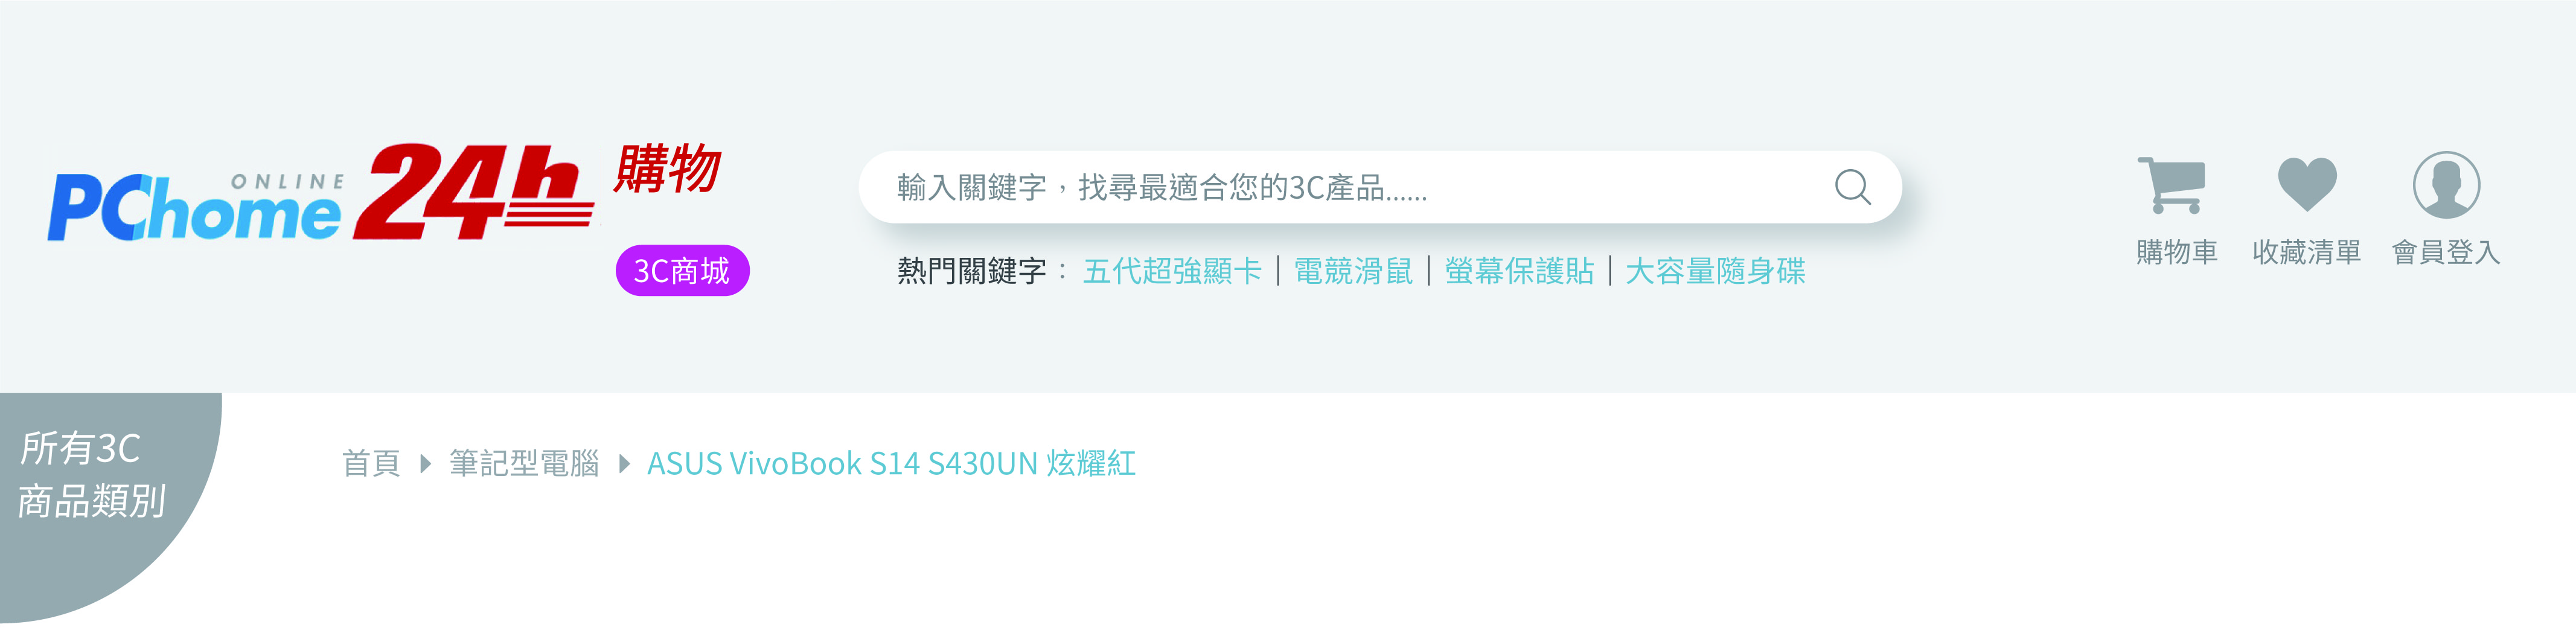 PChome ONLINE 24h 購物
3C商城
輸入關鍵字，找尋最適合您的3C產品......
熱門關鍵字： 五代超強顯卡 | 電競滑鼠 | 螢幕保護貼 | 大容量隨身碟
購物車 收藏清單 會員登入
所有3C
商品類別
首頁 ▶ 筆記型電腦 ▶ ASUS VivoBook S14 S430UN 炫耀紅